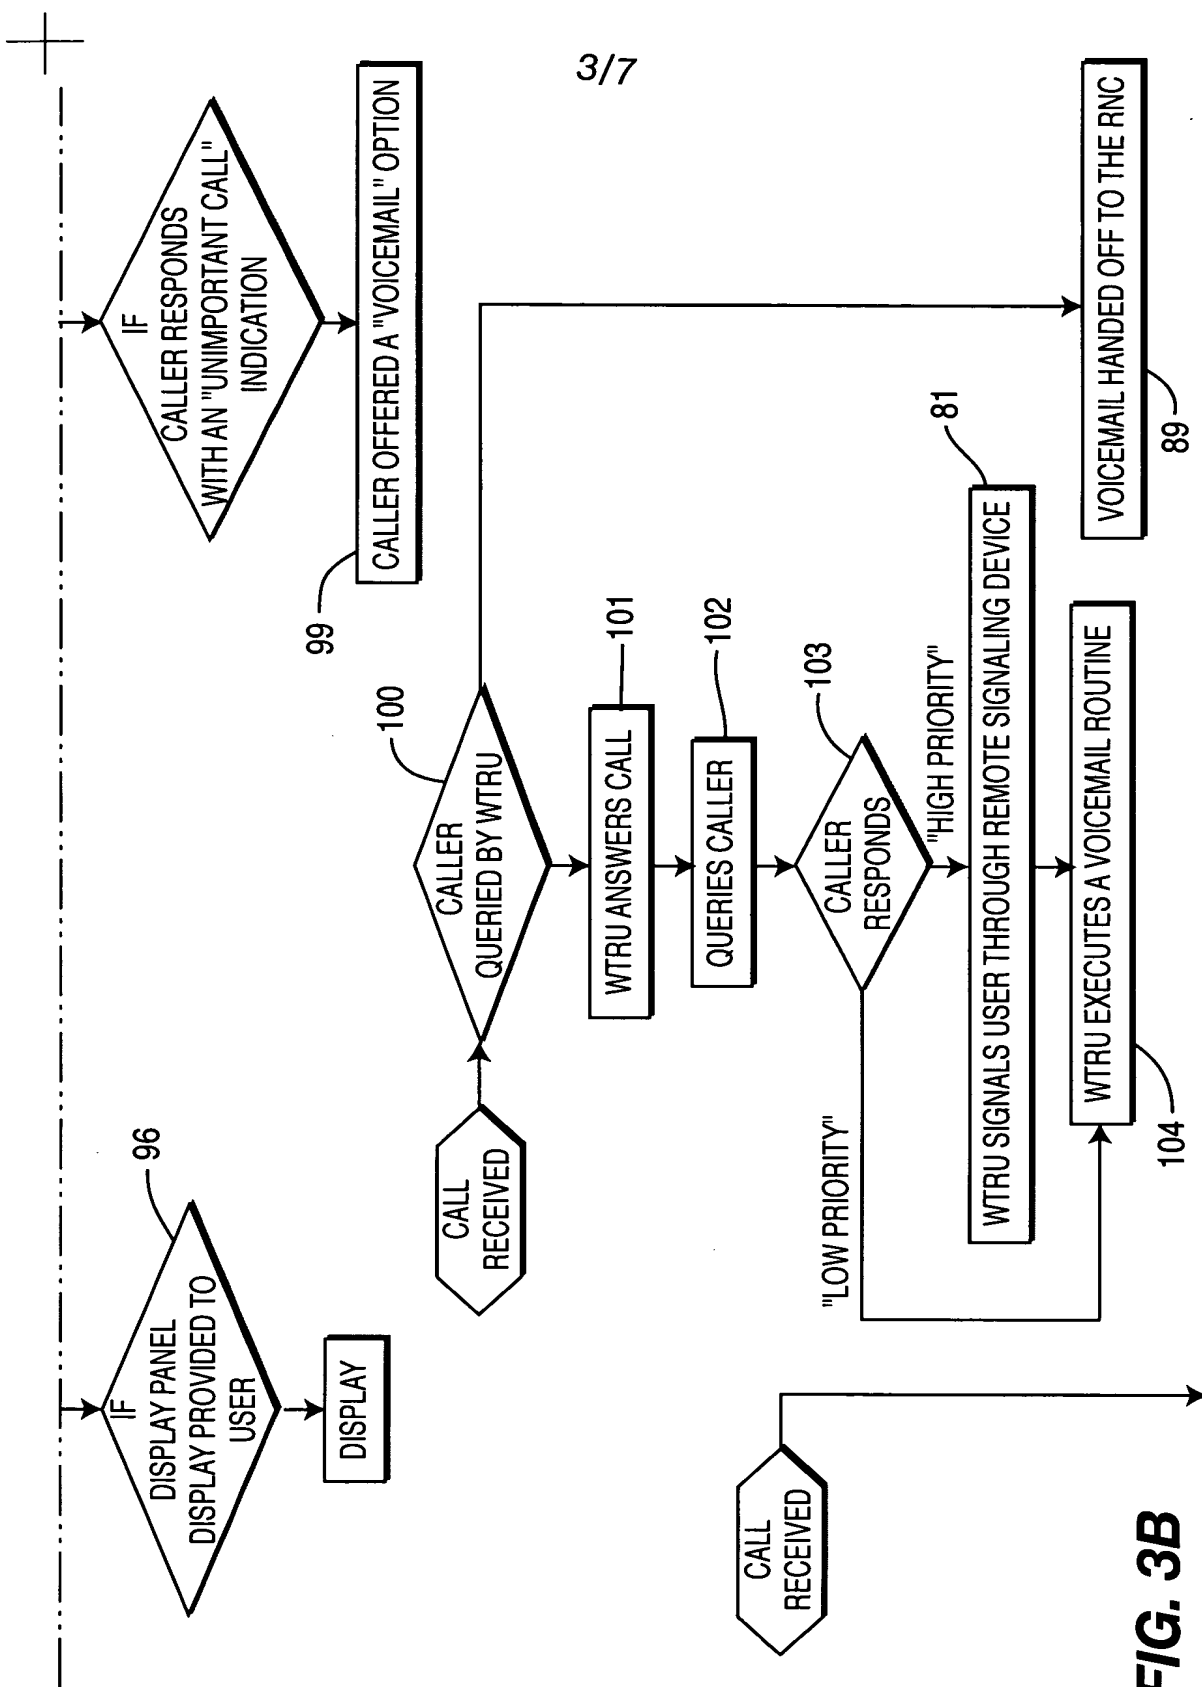 3/7
IF
DISPLAY PANEL
DISPLAY PROVIDED TO
USER
96
DISPLAY
IF
CALLER RESPONDS
WITH AN "UNIMPORTANT CALL"
INDICATION
CALLER OFFERED A "VOICEMAIL" OPTION
99
CALL
RECEIVED
CALLER
QUERIED BY WTRU
100
WTRU ANSWERS CALL
101
QUERIES CALLER
102
CALLER
RESPONDS
103
"LOW PRIORITY"
"HIGH PRIORITY"
WTRU SIGNALS USER THROUGH REMOTE SIGNALING DEVICE
81
WTRU EXECUTES A VOICEMAIL ROUTINE
104
VOICEMAIL HANDED OFF TO THE RNC
89
CALL
RECEIVED
FIG. 3B